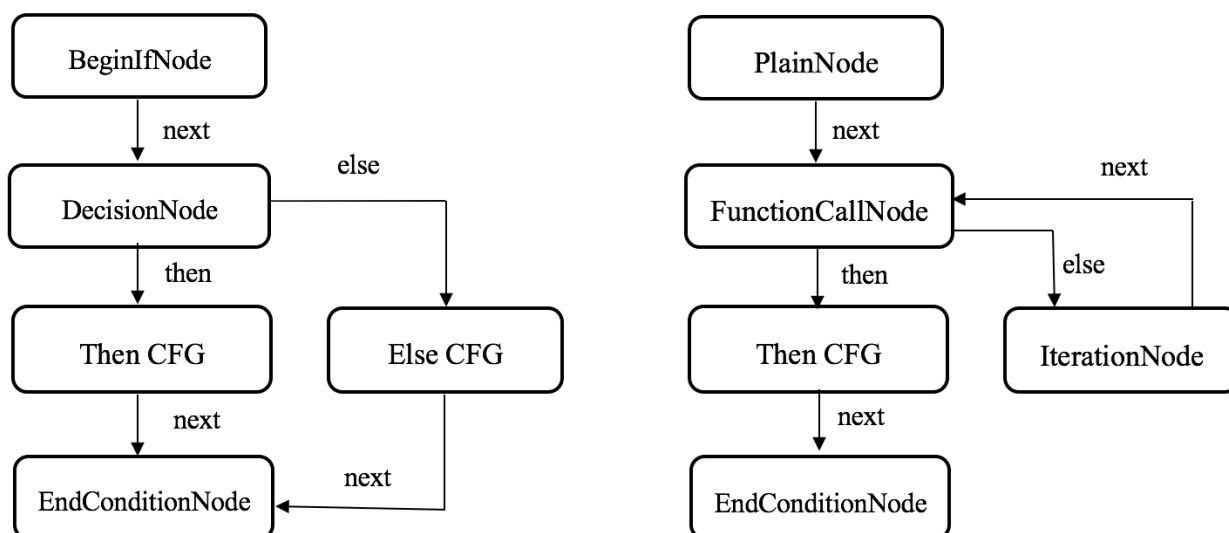 BeginIfNode
next
DecisionNode
else
then
Then CFG
Else CFG
next
next
EndConditionNode
PlainNode
next
FunctionCallNode
next
then
else
Then CFG
IterationNode
next
EndConditionNode